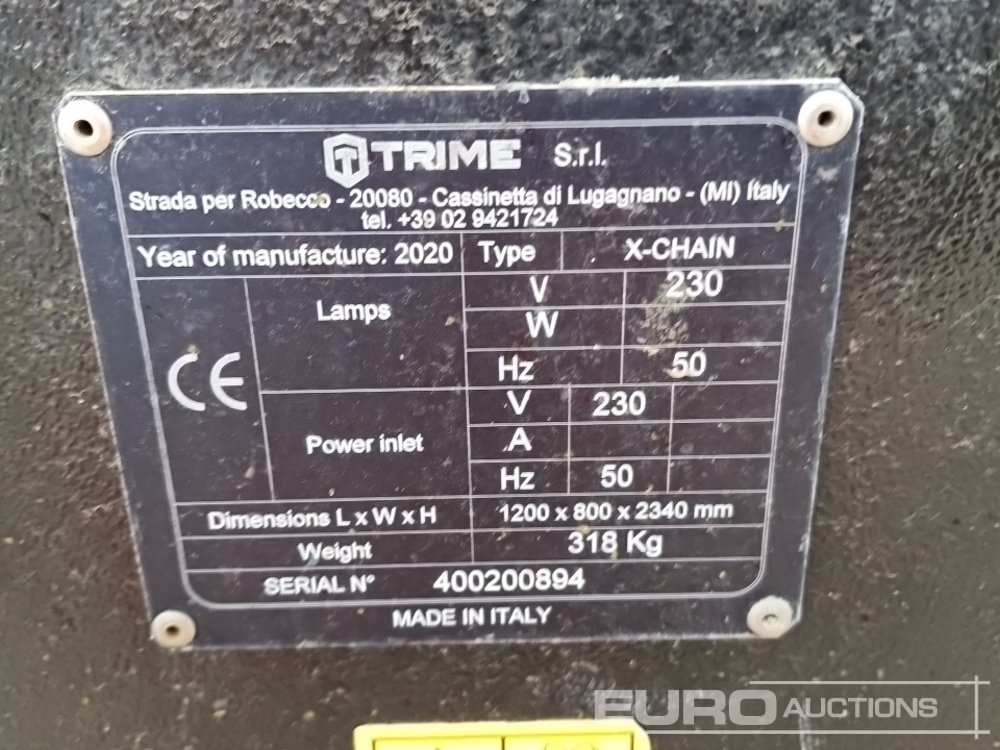 TRIME S.r.l.
Strada per Robecco - 20080 - Cassinetta di Lugagnano - (MI) Italy
tel. +39 02 9421724
Year of manufacture: 2020 Type X-CHAIN
CE
Lamps
V 230
W
Hz 50
Power inlet
V 230
A
Hz 50
Dimensions L x W x H 1200 x 800 x 2340 mm
Weight 318 Kg
SERIAL N° 400200894
MADE IN ITALY
EURO AUCTIONS